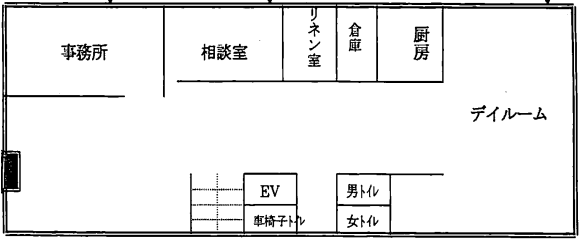 事務所
相談室
リネン室
倉庫
厨房
デイルーム
EV
男トイレ
車椅子トイレ
女トイレ